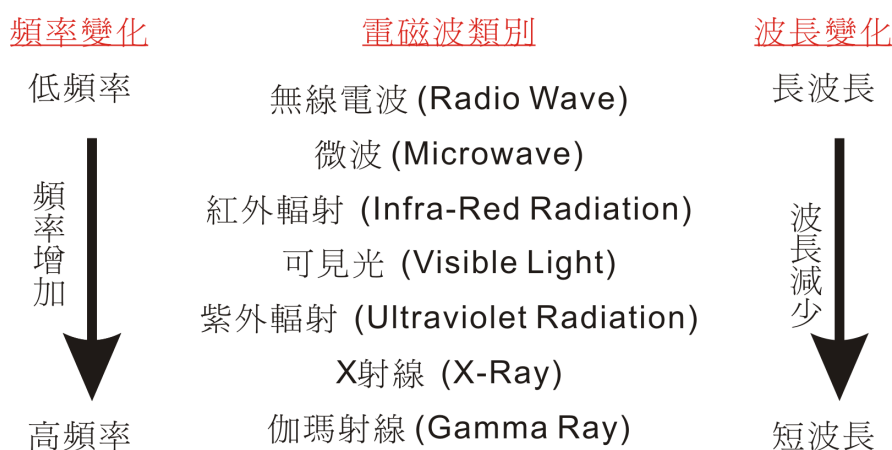 頻率變化
電磁波類別
波長變化
低頻率
無線電波 (Radio Wave)
長波長
微波 (Microwave)
紅外輻射 (Infra-Red Radiation)
頻率增加
可見光 (Visible Light)
波長減少
紫外輻射 (Ultraviolet Radiation)
X射線 (X-Ray)
高頻率
伽瑪射線 (Gamma Ray)
短波長